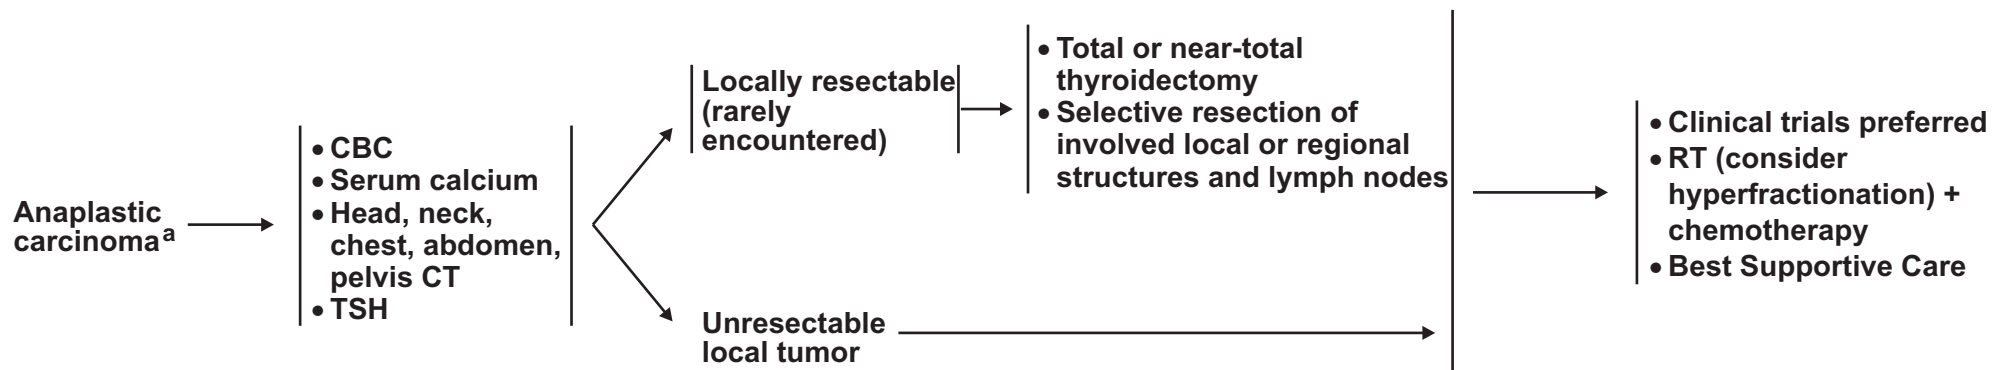 Anaplastic
carcinomaᵃ
• CBC
• Serum calcium
• Head, neck,
chest, abdomen,
pelvis CT
• TSH
Locally resectable
(rarely
encountered)
Unresectable
local tumor
• Total or near-total
thyroidectomy
• Selective resection of
involved local or regional
structures and lymph nodes
• Clinical trials preferred
• RT (consider
hyperfractionation) +
chemotherapy
• Best Supportive Care